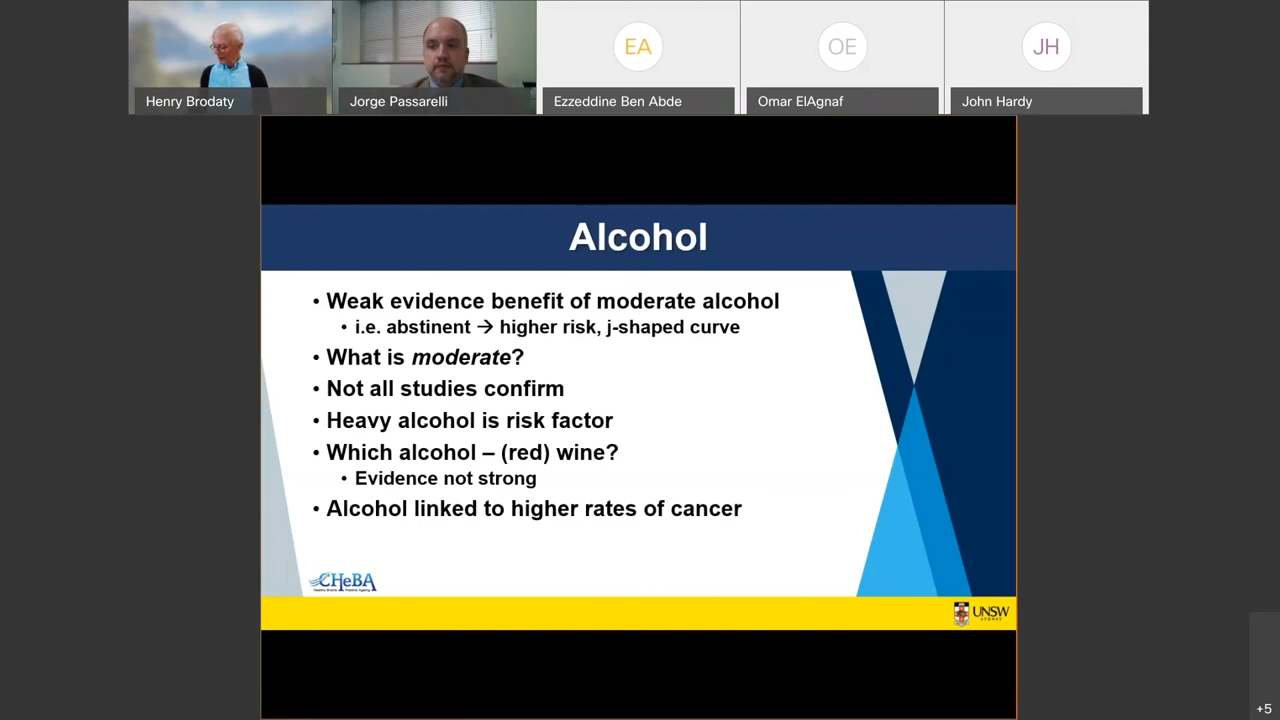 EA
OE
JH
Henry Brodaty
Jorge Passarelli
Ezzeddine Ben Abde
Omar ElAgnaf
John Hardy
Alcohol
• Weak evidence benefit of moderate alcohol
• i.e. abstinent → higher risk, j-shaped curve
• What is moderate?
• Not all studies confirm
• Heavy alcohol is risk factor
• Which alcohol – (red) wine?
• Evidence not strong
• Alcohol linked to higher rates of cancer
CHeBA
UNSW
SYDNEY
+5